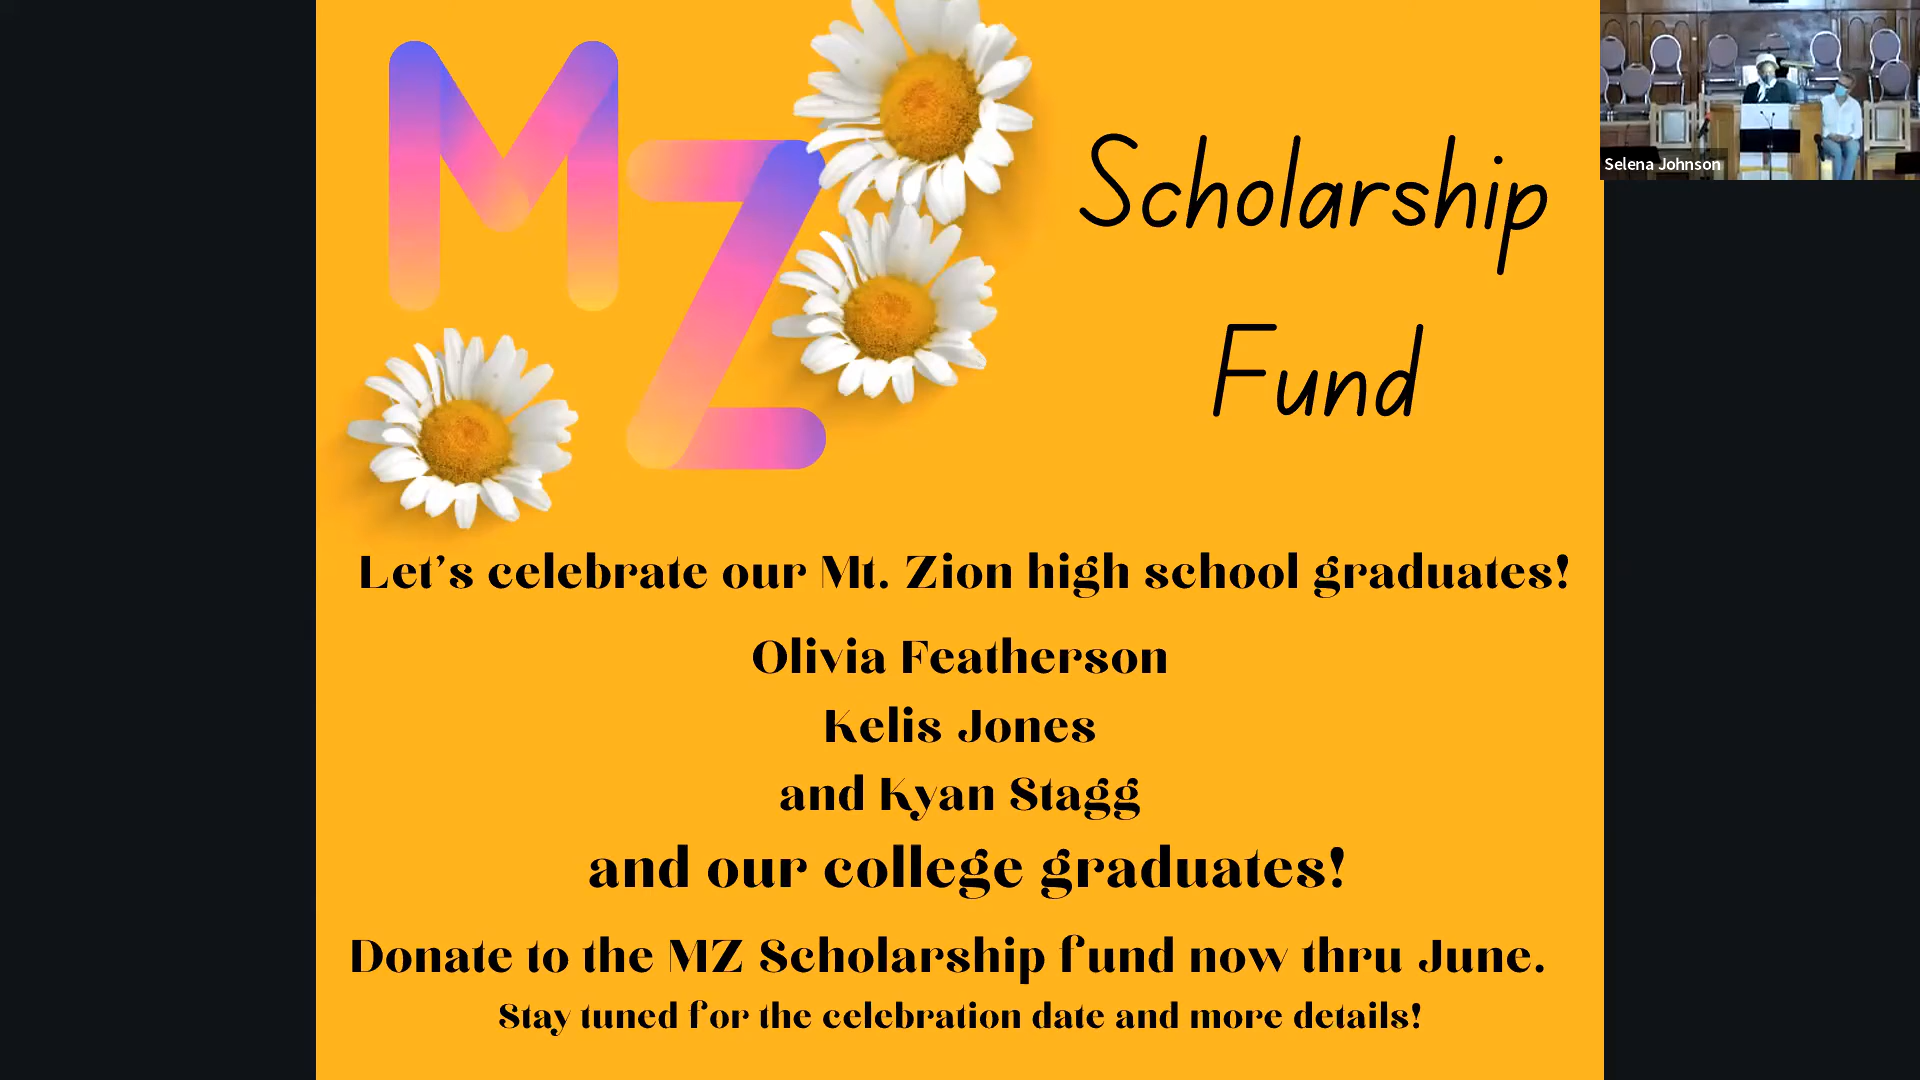 MZ
Scholarship
Fund
Let's celebrate our Mt. Zion high school graduates!
Olivia Featherson
Kelis Jones
and Kyan Stagg
and our college graduates!
Donate to the MZ Scholarship fund now thru June.
Stay tuned for the celebration date and more details!
Selena Johnson